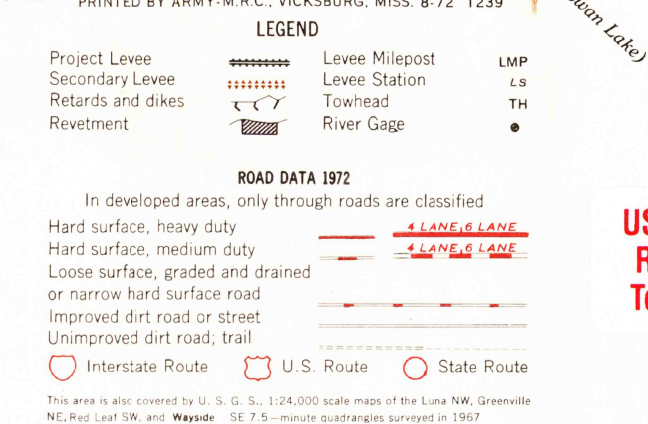 PRINTED BY ARMY-M.R.C., VICKSBURG, MISS. 8-72 1239
LEGEND
Project Levee
Levee Milepost LMP
Secondary Levee
Levee Station LS
Retards and dikes
Towhead TH
Revetment
River Gage
ROAD DATA 1972
In developed areas, only through roads are classified
Hard surface, heavy duty 4 LANE, 6 LANE
Hard surface, medium duty 4 LANE, 6 LANE
Loose surface, graded and drained
or narrow hard surface road
Improved dirt road or street
Unimproved dirt road; trail
Interstate Route U.S. Route State Route
This area is also covered by U. S. G. S., 1:24,000 scale maps of the Luna NW, Greenville
NE, Red Leaf SW, and Wayside SE 7.5—minute quadrangles surveyed in 1967
Lake)